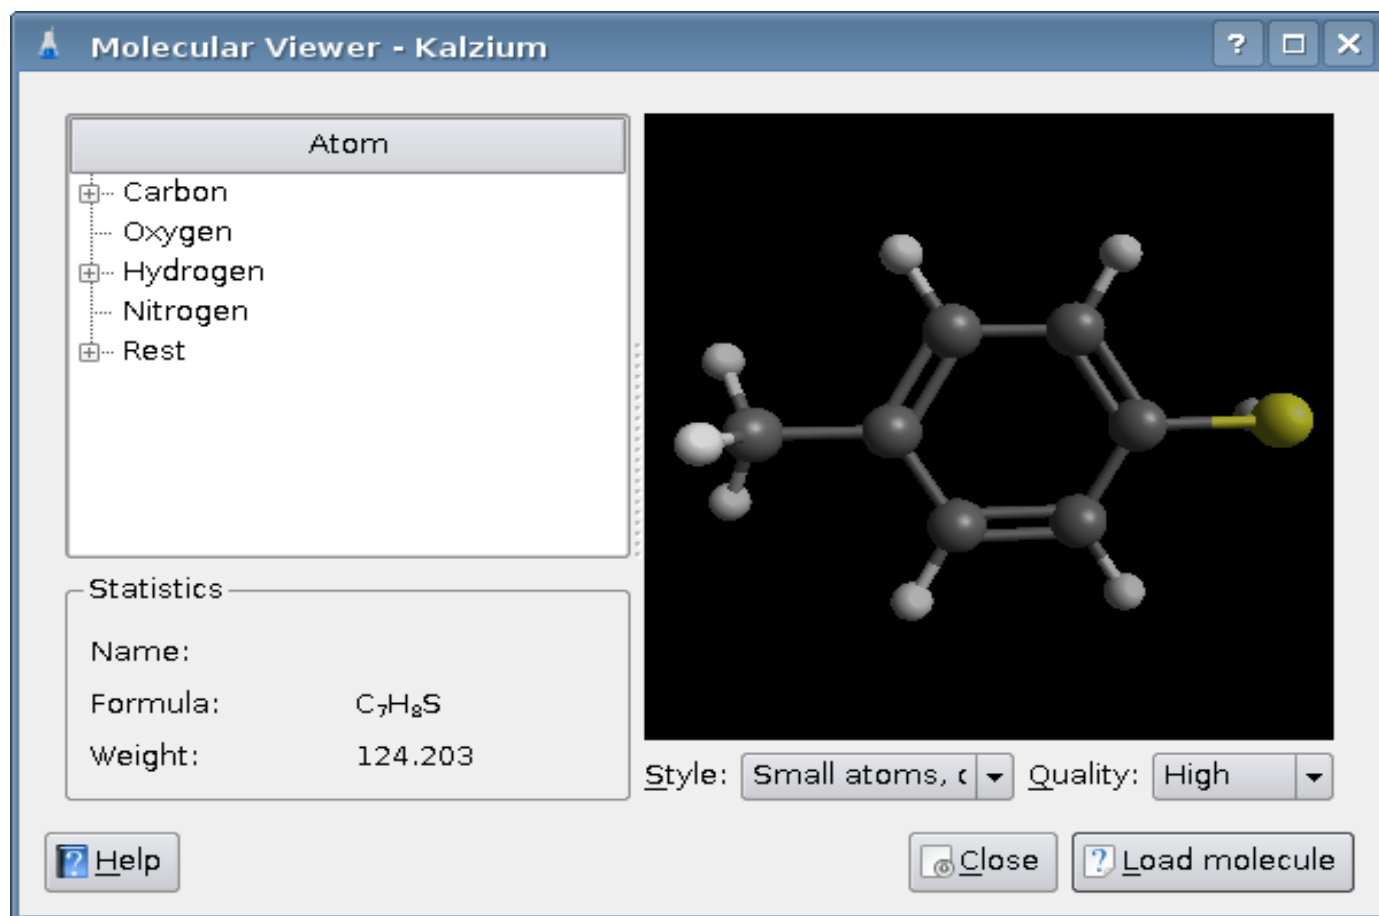 Molecular Viewer - Kalzium
Atom
Carbon
Oxygen
Hydrogen
Nitrogen
Rest
Statistics
Name:
Formula: C₇H₈S
Weight: 124.203
Style: Small atoms, Quality: High
Help Close Load molecule